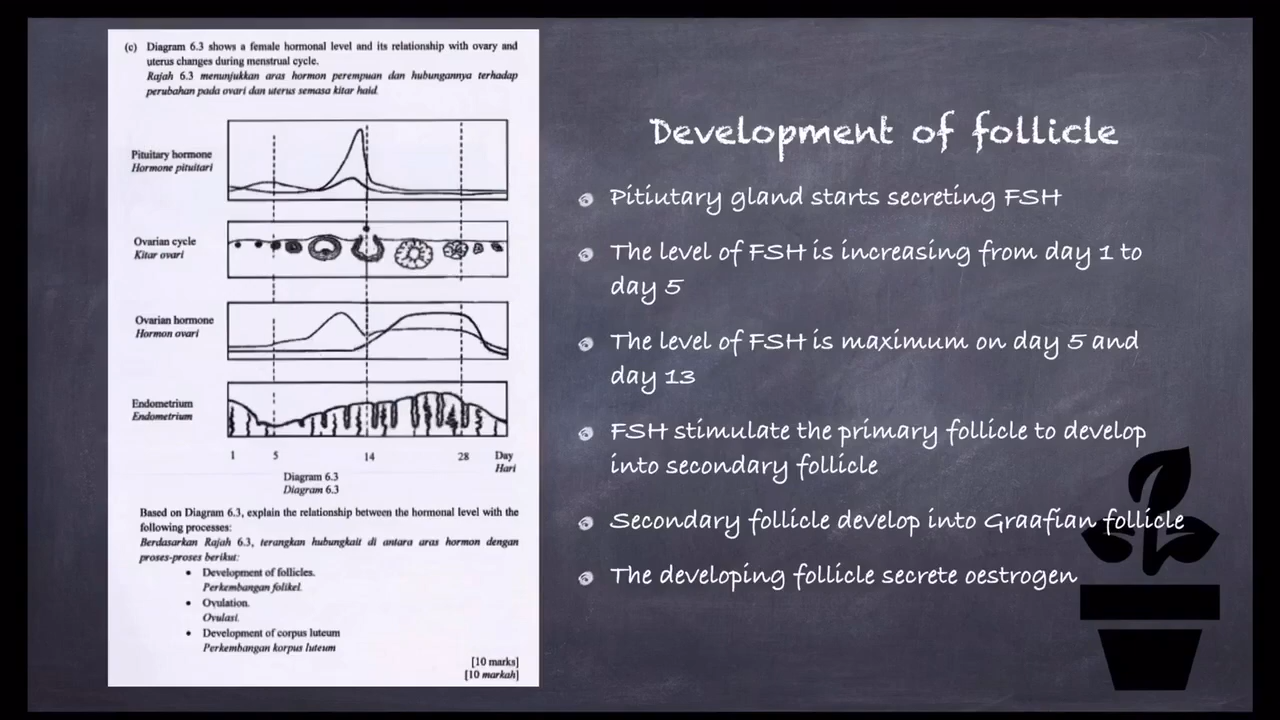 (c) Diagram 6.3 shows a female hormonal level and its relationship with ovary and
uterus changes during menstrual cycle.
Rajah 6.3 menunjukkan aras hormon perempuan dan hubungannya terhadap
perubahan pada ovari dan uterus semasa kitar haid.
Pituitary hormone
Hormone pituitari
Ovarian cycle
Kitar ovari
Ovarian hormone
Hormon ovari
Endometrium
Endometrium
1 5 14 28 Day
Hari
Diagram 6.3
Diagram 6.3
Based on Diagram 6.3, explain the relationship between the hormonal level with the
following processes:
Berdasarkan Rajah 6.3, terangkan hubungkait di antara aras hormon dengan
proses-proses berikut:
• Development of follicles.
Perkembangan folikel.
• Ovulation.
Ovulasi.
• Development of corpus luteum
Perkembangan korpus luteum
[10 marks]
[10 markah]
Development of follicle
Pitiutary gland starts secreting FSH
The level of FSH is increasing from day 1 to
day 5
The level of FSH is maximum on day 5 and
day 13
FSH stimulate the primary follicle to develop
into secondary follicle
Secondary follicle develop into Graafian follicle
The developing follicle secrete oestrogen